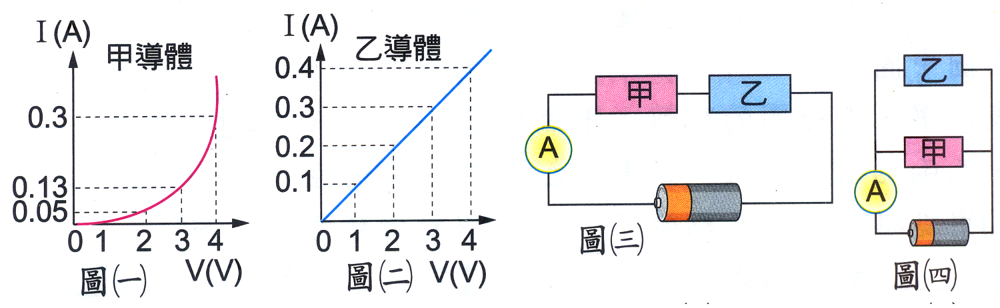 I(A)
甲導體
0.3
0.13
0.05
0 1 2 3 4
V(V)
圖(一)
I(A)
乙導體
0.4
0.3
0.2
0.1
0 1 2 3 4
圖(二) V(V)
甲 乙
A
圖(三)
乙
甲
A
圖(四)